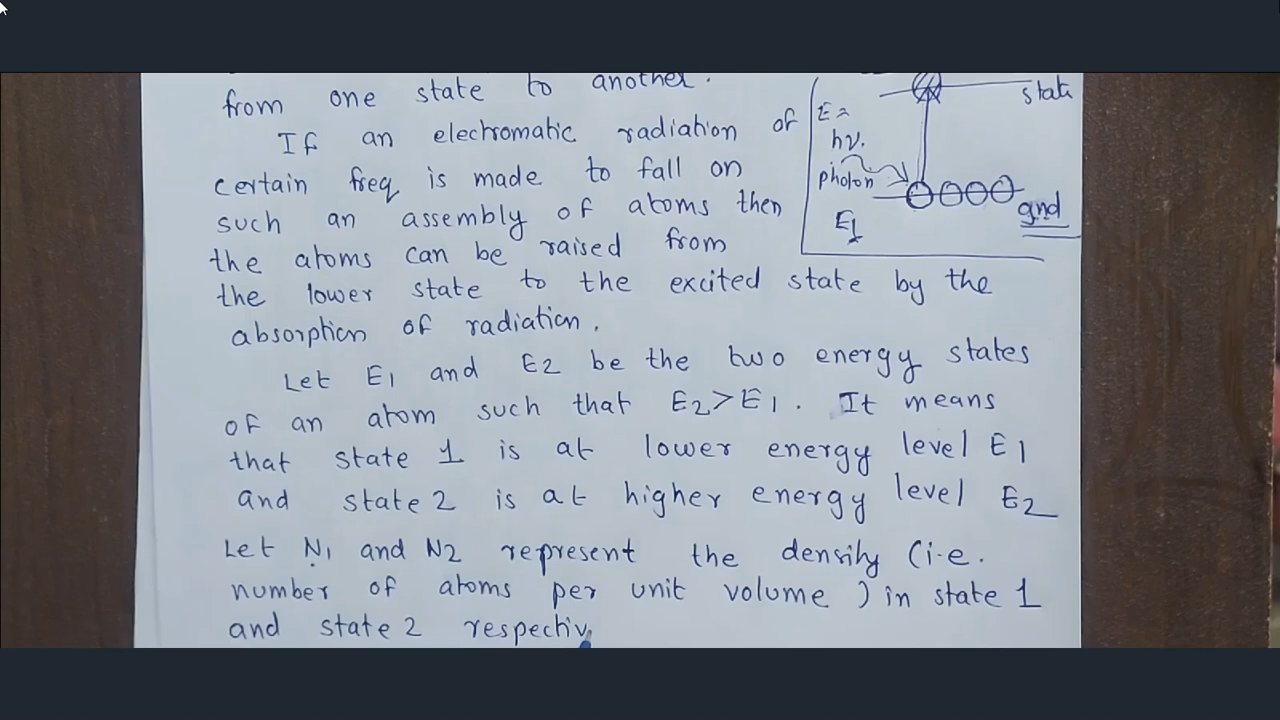 from one state to another.
If an electromatic radiation of
certain freq is made to fall on
such an assembly of atoms then
the atoms can be raised from
the lower state to the excited state by the
absorption of radiation.
Let E1 and E2 be the two energy states
of an atom such that E2>E1. It means
that state 1 is at lower energy level E1
and state 2 is at higher energy level E2
Let N1 and N2 represent the density (i.e.
number of atoms per unit volume) in state 1
and state 2 respectiv
state
E=
hν.
photon
E1
gnd